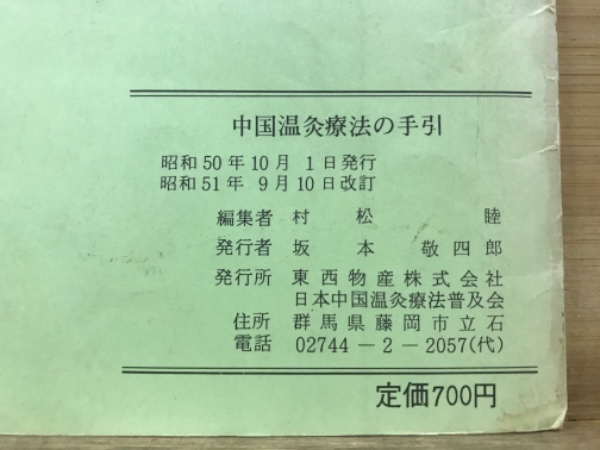 中国温灸療法の手引
昭和50年10月 1日発行
昭和51年 9月10日改訂
編集者 村松睦
発行者 坂本敬四郎
発行所 東西物産株式会社
日本中国温灸療法普及会
住所 群馬県藤岡市立石
電話 02744-2-2057(代)
定価700円